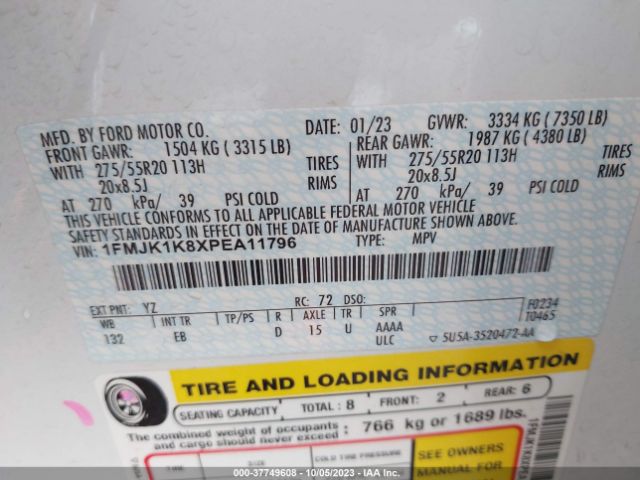 MFD. BY FORD MOTOR CO.
DATE: 01/23 GVWR: 3334 KG ( 7350 LB)
FRONT GAWR: 1504 KG ( 3315 LB)
REAR GAWR: 1987 KG ( 4380 LB)
WITH 275/55R20 113H TIRES
WITH 275/55R20 113H TIRES
20x8.5J RIMS
20x8.5J RIMS
AT 270 kPa/ 39 PSI COLD
AT 270 kPa/ 39 PSI COLD
THIS VEHICLE CONFORMS TO ALL APPLICABLE FEDERAL MOTOR VEHICLE
SAFETY STANDARDS IN EFFECT ON THE DATE OF MANUFACTURE SHOWN ABOVE.
VIN: 1FMJK1K8XPEA11796
TYPE: MPV
EXT PNT: YZ RC: 72 DSO:
F0234
T0465
WB INT TR TP/PS R AXLE TR SPR
132 EB D 15 U AAAA
ULC
5U5A-3520472-AA
TIRE AND LOADING INFORMATION
SEATING CAPACITY TOTAL : 8 FRONT: 2 REAR: 6
The combined weight of occupants
and cargo should never exceed : 766 kg or 1689 lbs.
TIRE SIZE COLD TIRE PRESSURE
SEE OWNERS
MANUAL FOR
00-37749608 - 10/05/2023 - IAA Inc.